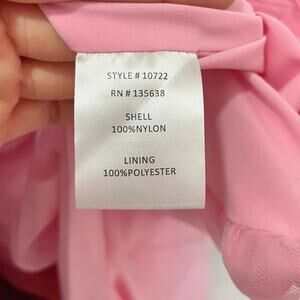 STYLE # 10722
RN # 135638
SHELL
100%NYLON
LINING
100%POLYESTER